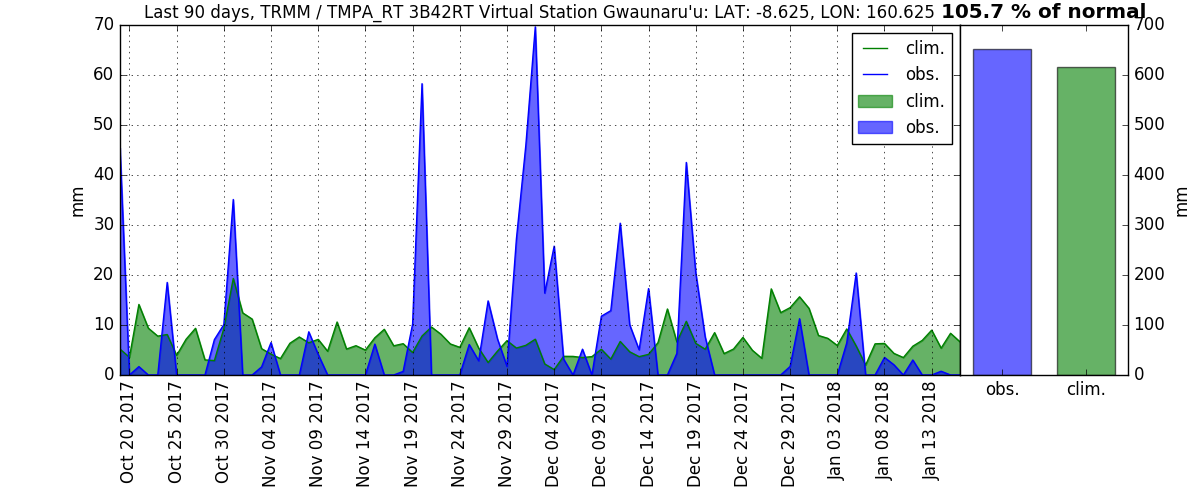 Last 90 days, TRMM / TMPA_RT 3B42RT Virtual Station Gwaunaru'u: LAT: -8.625, LON: 160.625 105.7 % of normal
70
60
50
40
30
20
10
0
mm
clim.
obs.
clim.
obs.
700
600
500
400
300
200
100
0
mm
obs.
clim.
Oct 20 2017
Oct 25 2017
Oct 30 2017
Nov 04 2017
Nov 09 2017
Nov 14 2017
Nov 19 2017
Nov 24 2017
Nov 29 2017
Dec 04 2017
Dec 09 2017
Dec 14 2017
Dec 19 2017
Dec 24 2017
Dec 29 2017
Jan 03 2018
Jan 08 2018
Jan 13 2018